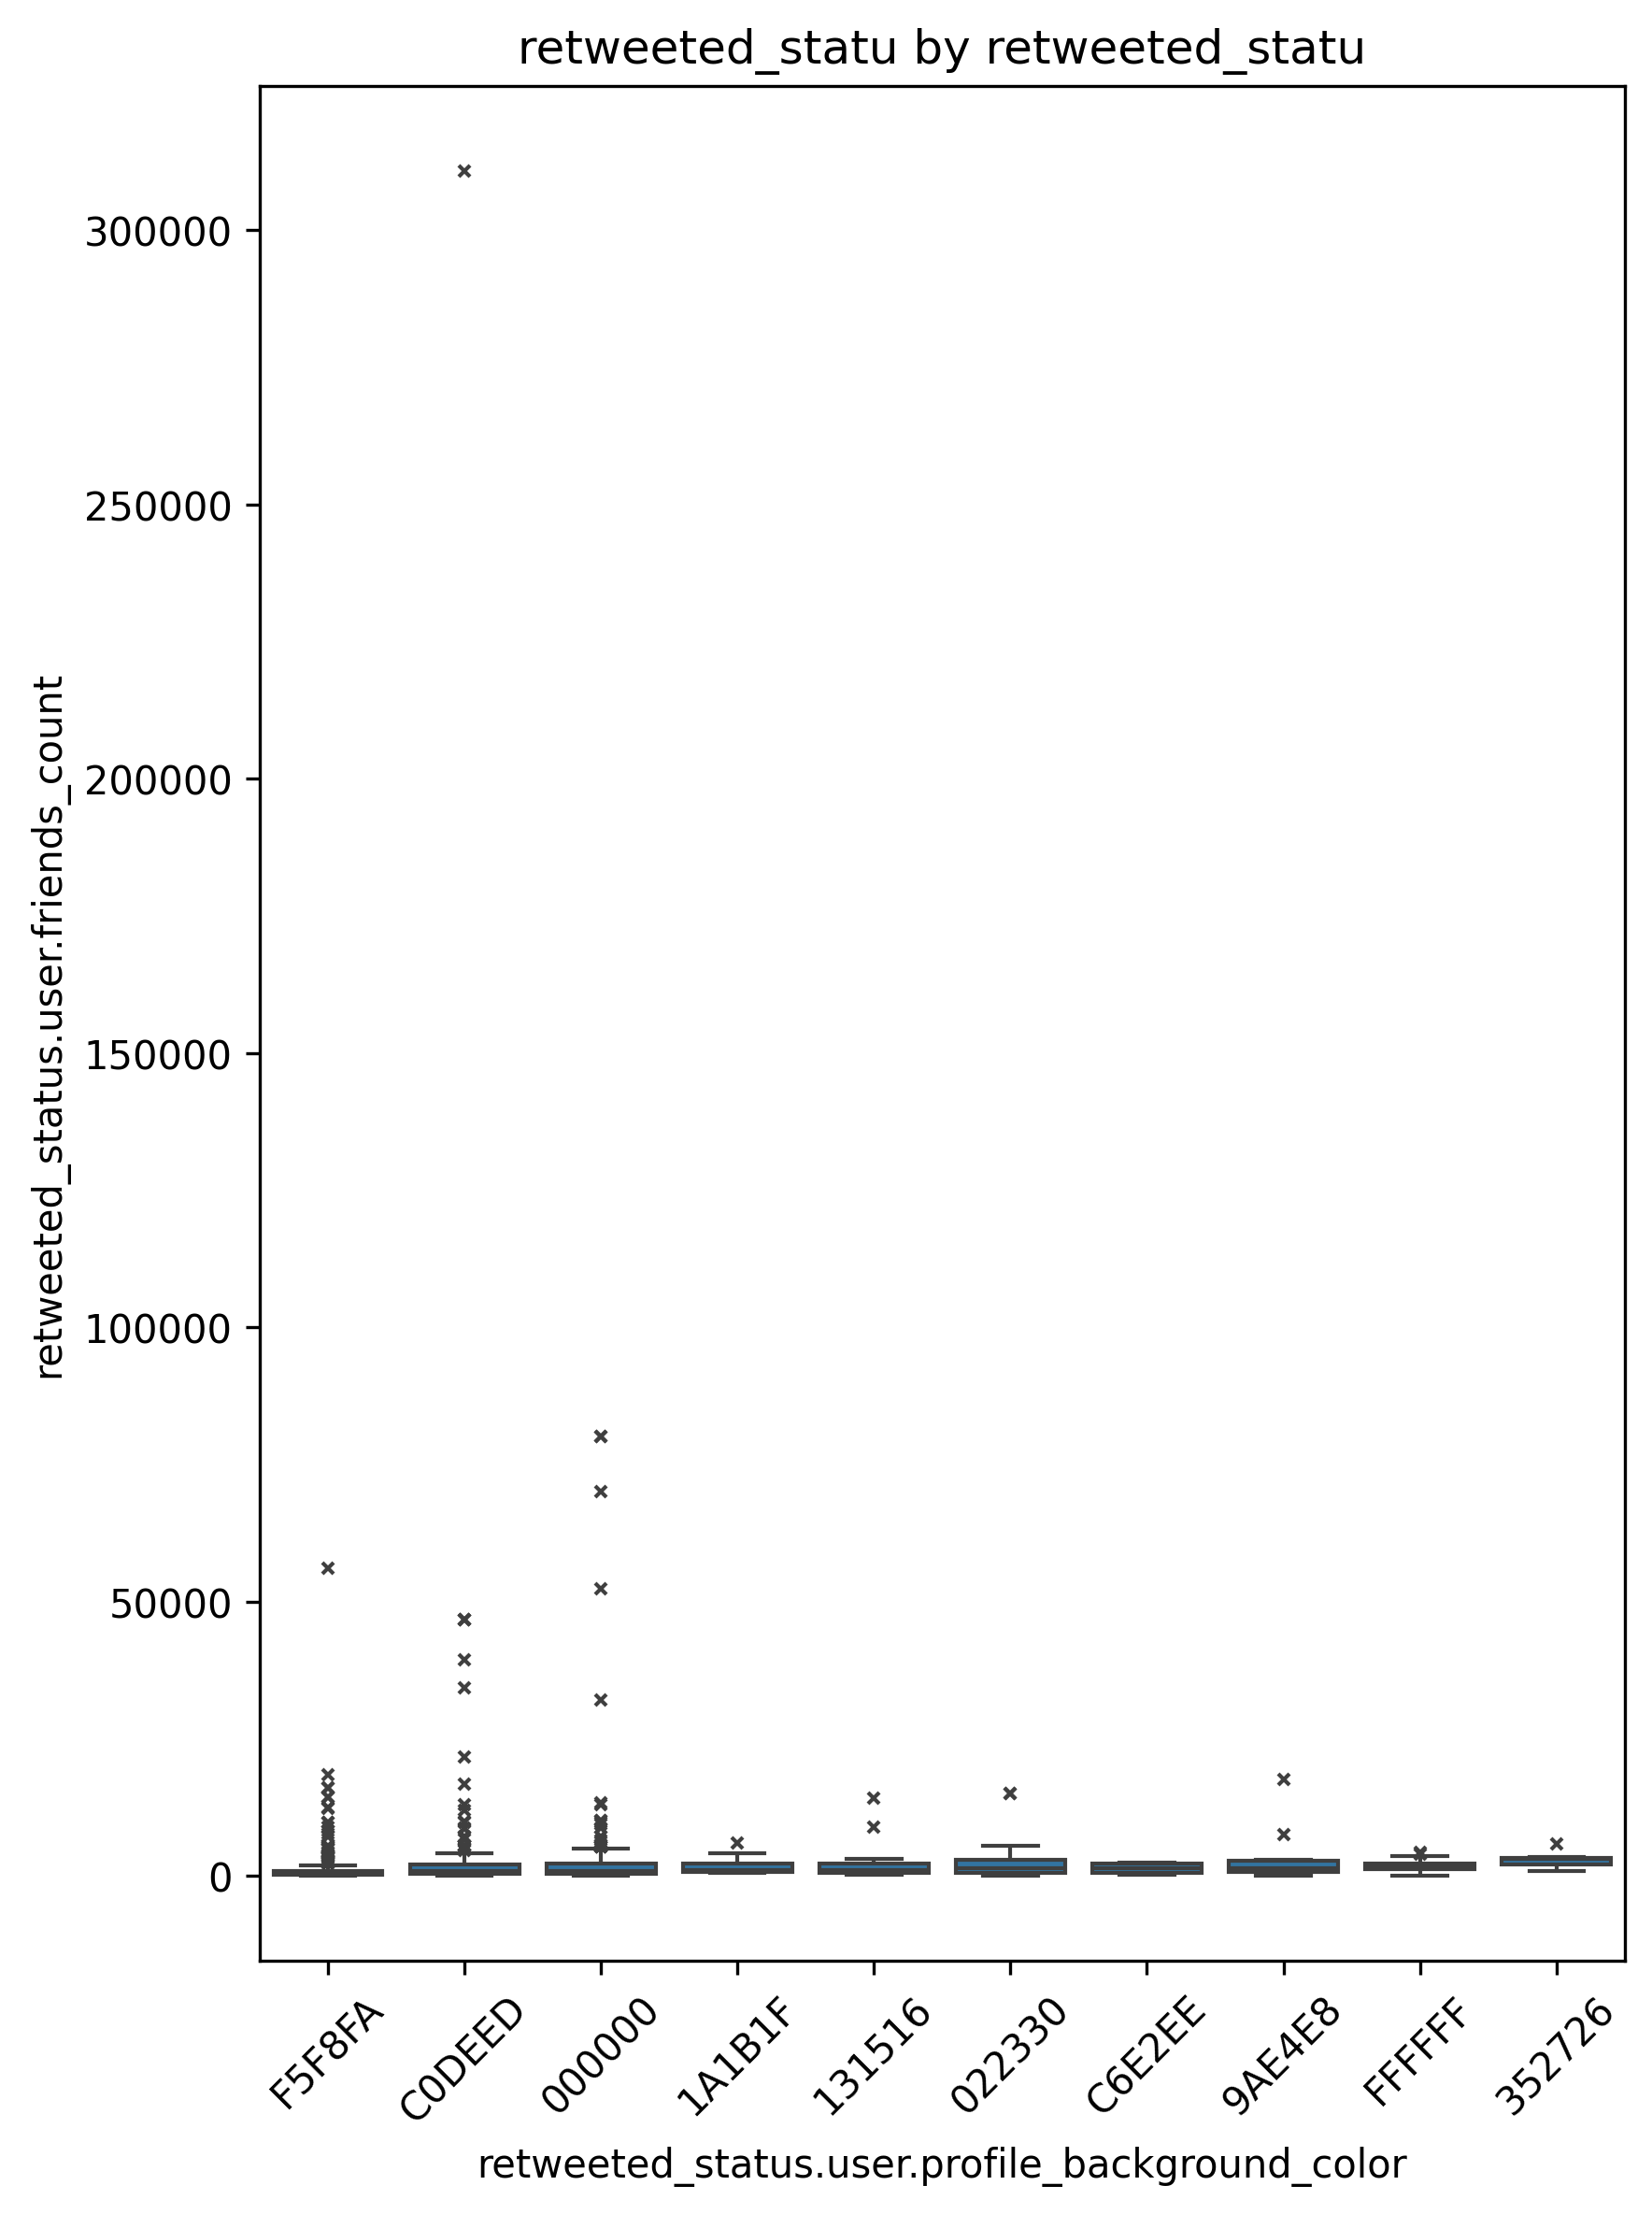 retweeted_statu by retweeted_statu
retweeted_status.user.friends_count
300000
250000
200000
150000
100000
50000
0
F5F8FA
C0DEED
000000
1A1B1F
131516
022330
C6E2EE
9AE4E8
FFFFFF
352726
retweeted_status.user.profile_background_color